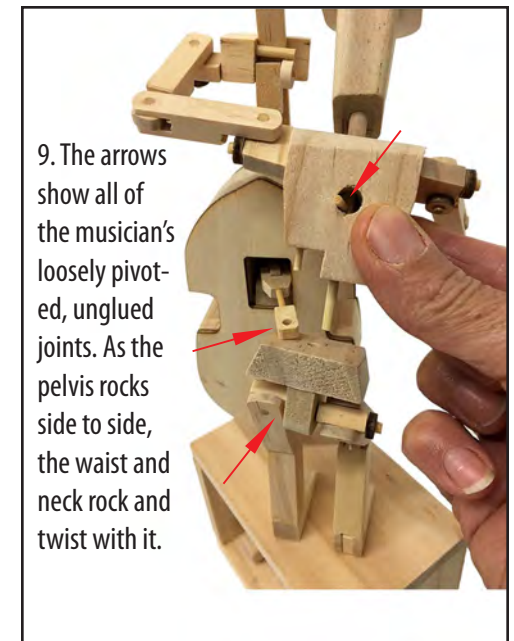 9. The arrows
show all of
the musician's
loosely pivot-
ed, unglued
joints. As the
pelvis rocks
side to side,
the waist and
neck rock and
twist with it.